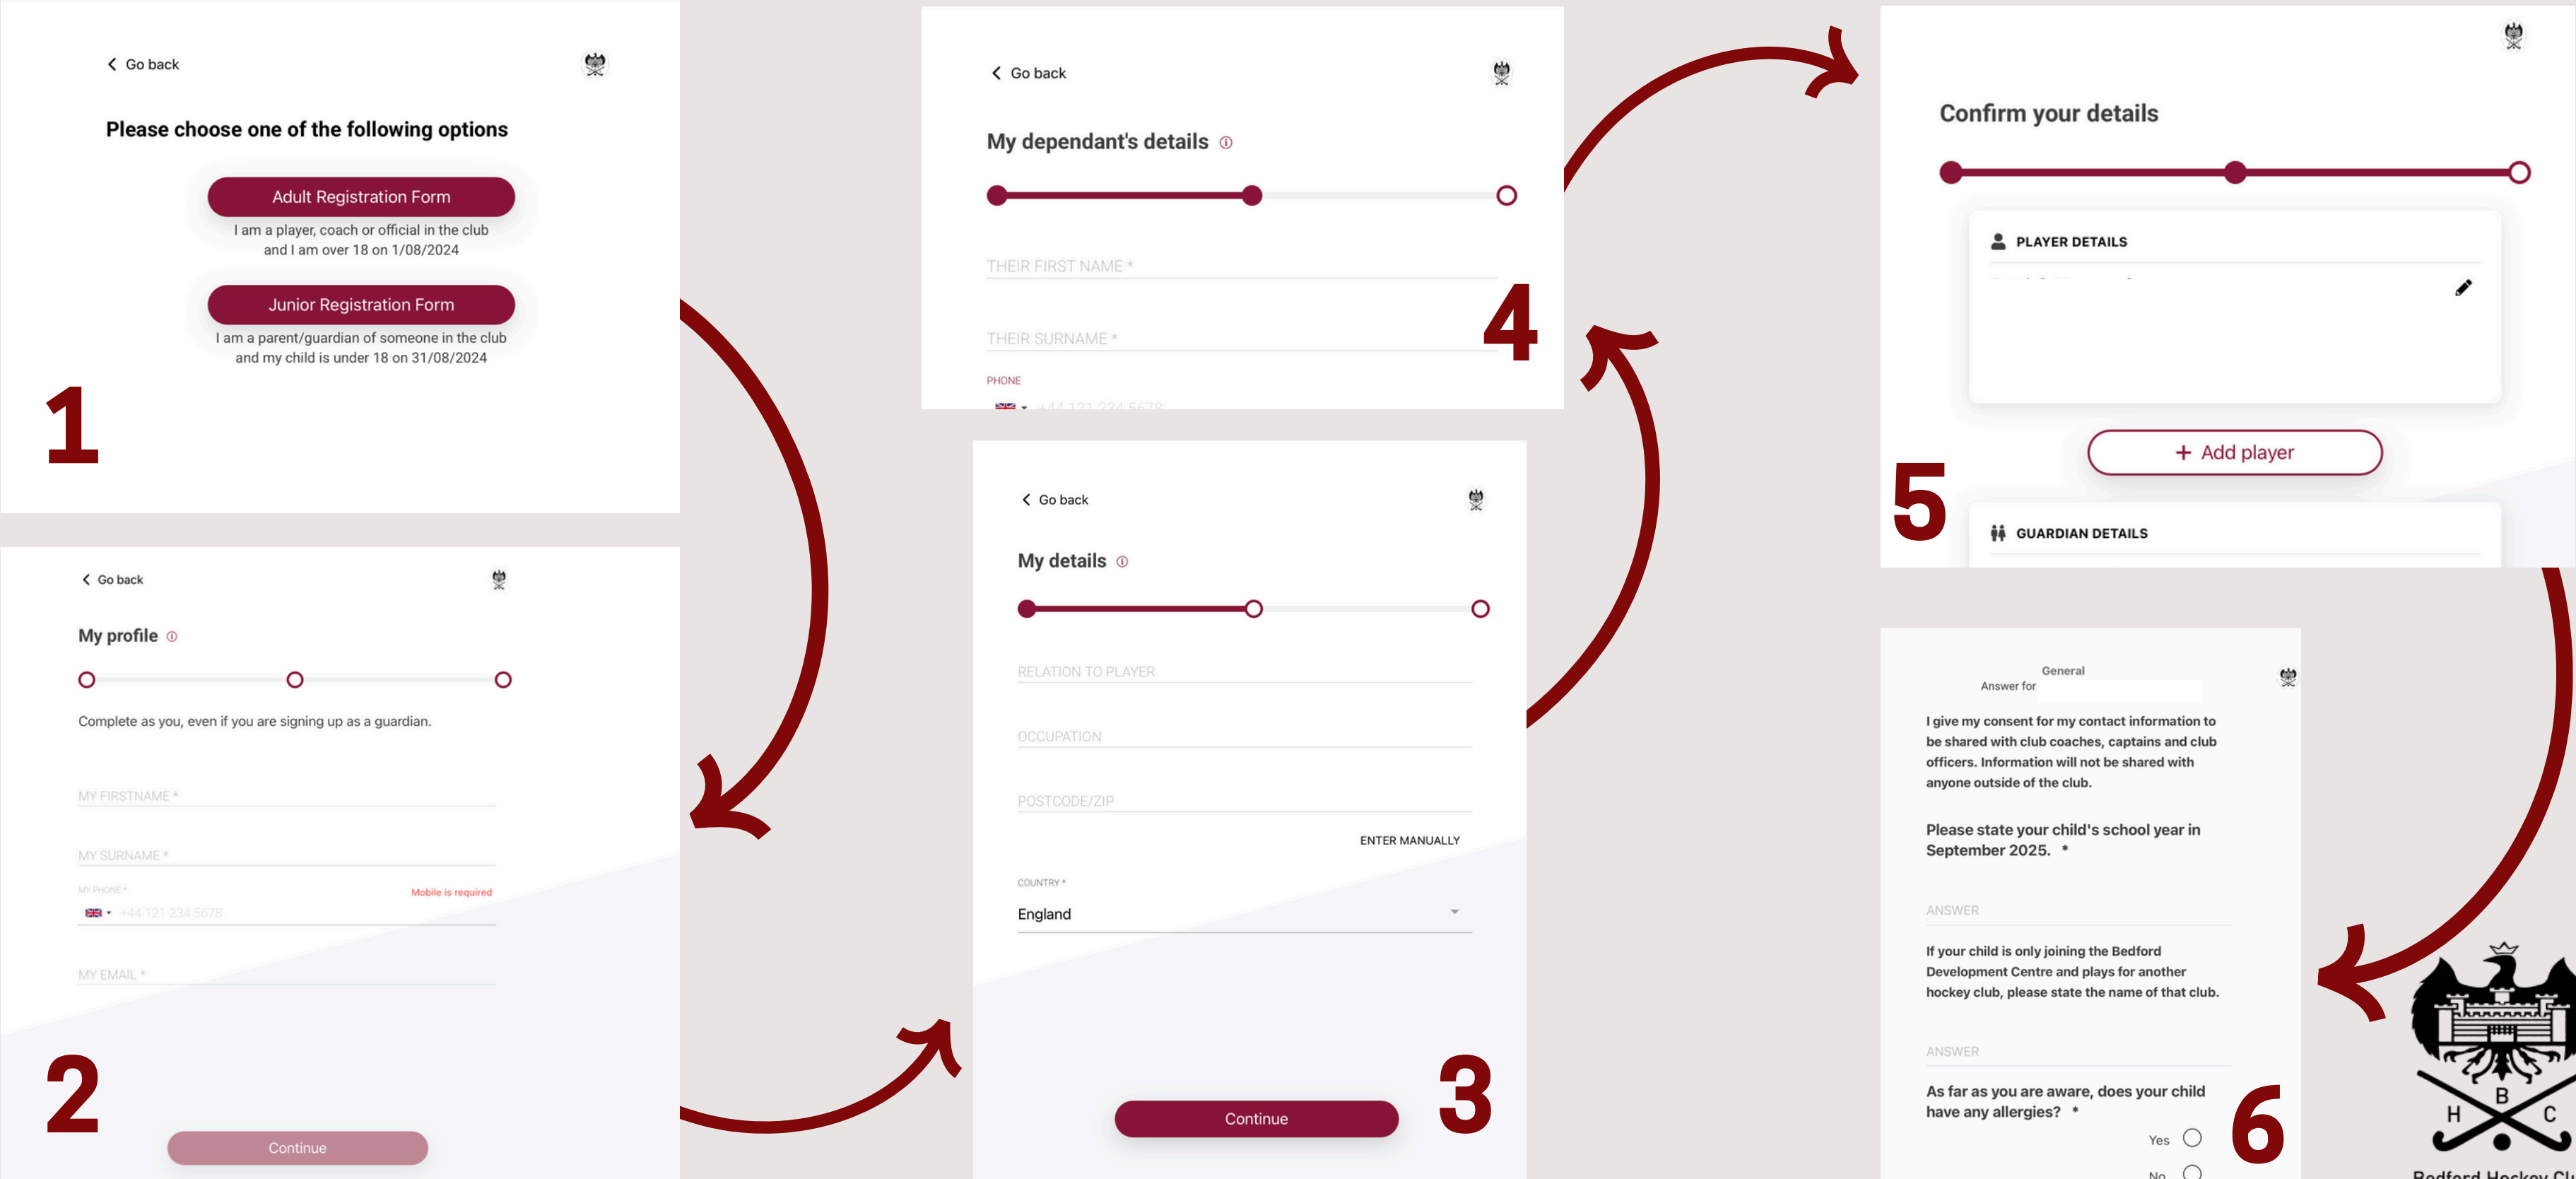 Go back
Please choose one of the following options
Adult Registration Form
I am a player, coach or official in the club
and I am over 18 on 1/08/2024
Junior Registration Form
I am a parent/guardian of someone in the club
and my child is under 18 on 31/08/2024
1
Go back
My profile
Complete as you, even if you are signing up as a guardian.
MY FIRSTNAME *
MY SURNAME *
MY PHONE *
Mobile is required
+44 121 234 5678
MY EMAIL *
2
Continue
Go back
My details
RELATION TO PLAYER
OCCUPATION
POSTCODE/ZIP
ENTER MANUALLY
COUNTRY *
England
3
Continue
Go back
My dependant's details
THEIR FIRST NAME *
THEIR SURNAME *
4
PHONE
+44 121 234 5678
Confirm your details
PLAYER DETAILS
+ Add player
5
GUARDIAN DETAILS
General
Answer for
I give my consent for my contact information to
be shared with club coaches, captains and club
officers. Information will not be shared with
anyone outside of the club.
Please state your child's school year in
September 2025. *
ANSWER
If your child is only joining the Bedford
Development Centre and plays for another
hockey club, please state the name of that club.
ANSWER
As far as you are aware, does your child
have any allergies? *
Yes
No
6
B
H C
Bedford Hockey Clu